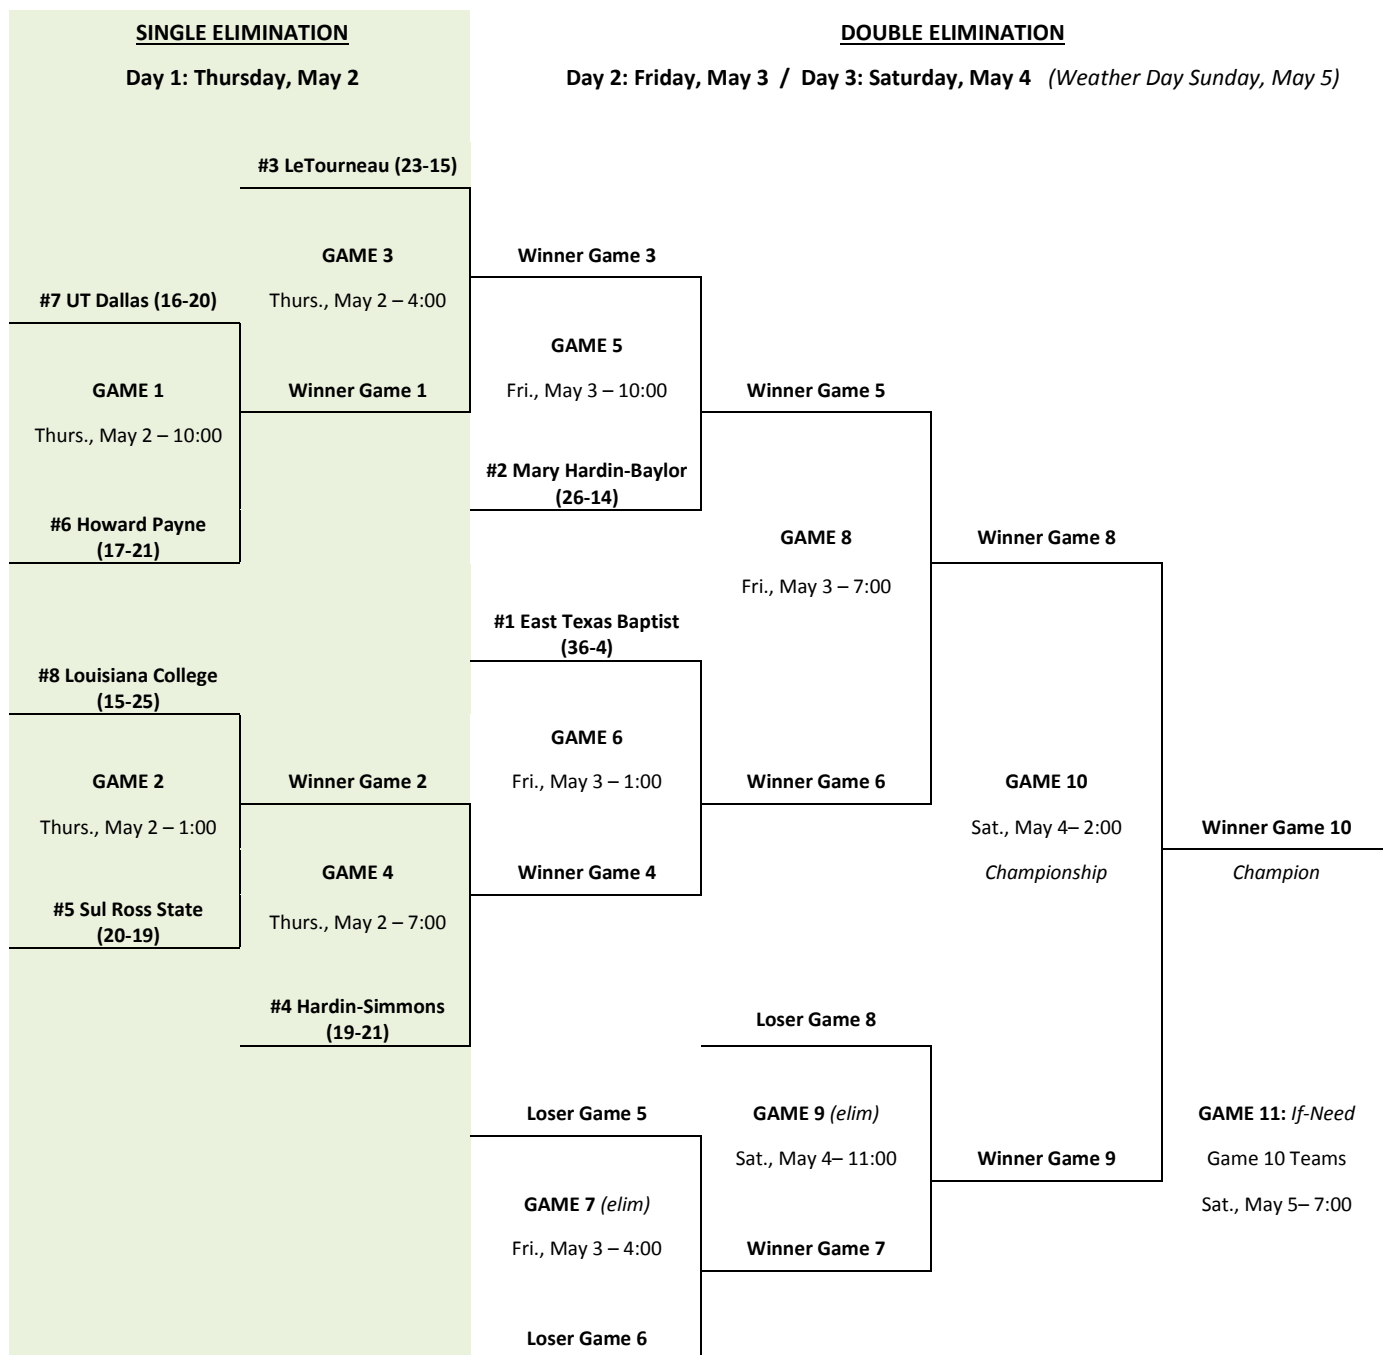 SINGLE ELIMINATION
DOUBLE ELIMINATION
Day 1: Thursday, May 2
Day 2: Friday, May 3 / Day 3: Saturday, May 4 (Weather Day Sunday, May 5)
#3 LeTourneau (23-15)
GAME 3
Thurs., May 2 – 4:00
#7 UT Dallas (16-20)
GAME 1
Thurs., May 2 – 10:00
Winner Game 1
#6 Howard Payne
(17-21)
#8 Louisiana College
(15-25)
GAME 2
Thurs., May 2 – 1:00
Winner Game 2
#5 Sul Ross State
(20-19)
GAME 4
Thurs., May 2 – 7:00
#4 Hardin-Simmons
(19-21)
Winner Game 3
GAME 5
Fri., May 3 – 10:00
#2 Mary Hardin-Baylor
(26-14)
Winner Game 5
GAME 8
Fri., May 3 – 7:00
Winner Game 8
#1 East Texas Baptist
(36-4)
GAME 6
Fri., May 3 – 1:00
Winner Game 6
Winner Game 4
GAME 10
Sat., May 4– 2:00
Championship
Winner Game 10
Champion
Loser Game 8
Loser Game 5
GAME 9 (elim)
Sat., May 4– 11:00
Winner Game 9
GAME 7 (elim)
Fri., May 3 – 4:00
Winner Game 7
Loser Game 6
GAME 11: If-Need
Game 10 Teams
Sat., May 5– 7:00